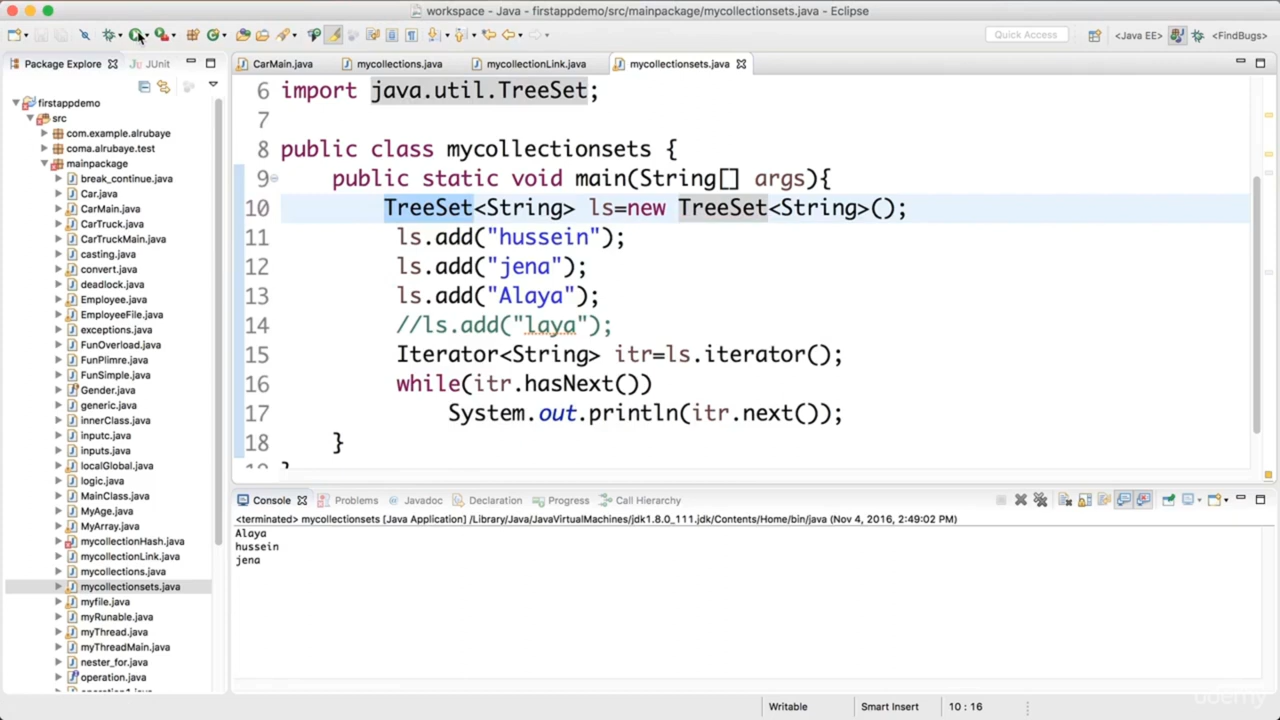 workspace - Java - firstappdemo/src/mainpackage/mycollectionsets.java - Eclipse
Quick Access
<Java EE>
<FindBugs>
Package Explorer
JUnit
CarMain.java
mycollections.java
mycollectionLink.java
mycollectionsets.java
firstappdemo
src
com.example.alrubaye
coma.alrubaye.test
mainpackage
break_continue.java
Car.java
CarMain.java
CarTruck.java
CarTruckMain.java
casting.java
convert.java
deadlock.java
Employee.java
EmployeeFile.java
exceptions.java
FunOverload.java
FunPlimre.java
FunSimple.java
Gender.java
generic.java
innerClass.java
inputc.java
inputs.java
localGlobal.java
logic.java
MainClass.java
MyAge.java
MyArray.java
mycollectionHash.java
mycollectionLink.java
mycollections.java
mycollectionsets.java
myfile.java
myRunable.java
myThread.java
myThreadMain.java
nester_for.java
operation.java
operation1.java
6 import java.util.TreeSet;
7
8 public class mycollectionsets {
9 public static void main(String[] args){
10 TreeSet<String> ls=new TreeSet<String>();
11 ls.add("hussein");
12 ls.add("jena");
13 ls.add("Alaya");
14 //ls.add("laya");
15 Iterator<String> itr=ls.iterator();
16 while(itr.hasNext())
17 System.out.println(itr.next());
18 }
19 }
Console
Problems
Javadoc
Declaration
Progress
Call Hierarchy
<terminated> mycollectionsets [Java Application] /Library/Java/JavaVirtualMachines/jdk1.8.0_111.jdk/Contents/Home/bin/java (Nov 4, 2016, 2:49:02 PM)
Alaya
hussein
jena
Writable
Smart Insert
10 : 16
udemy